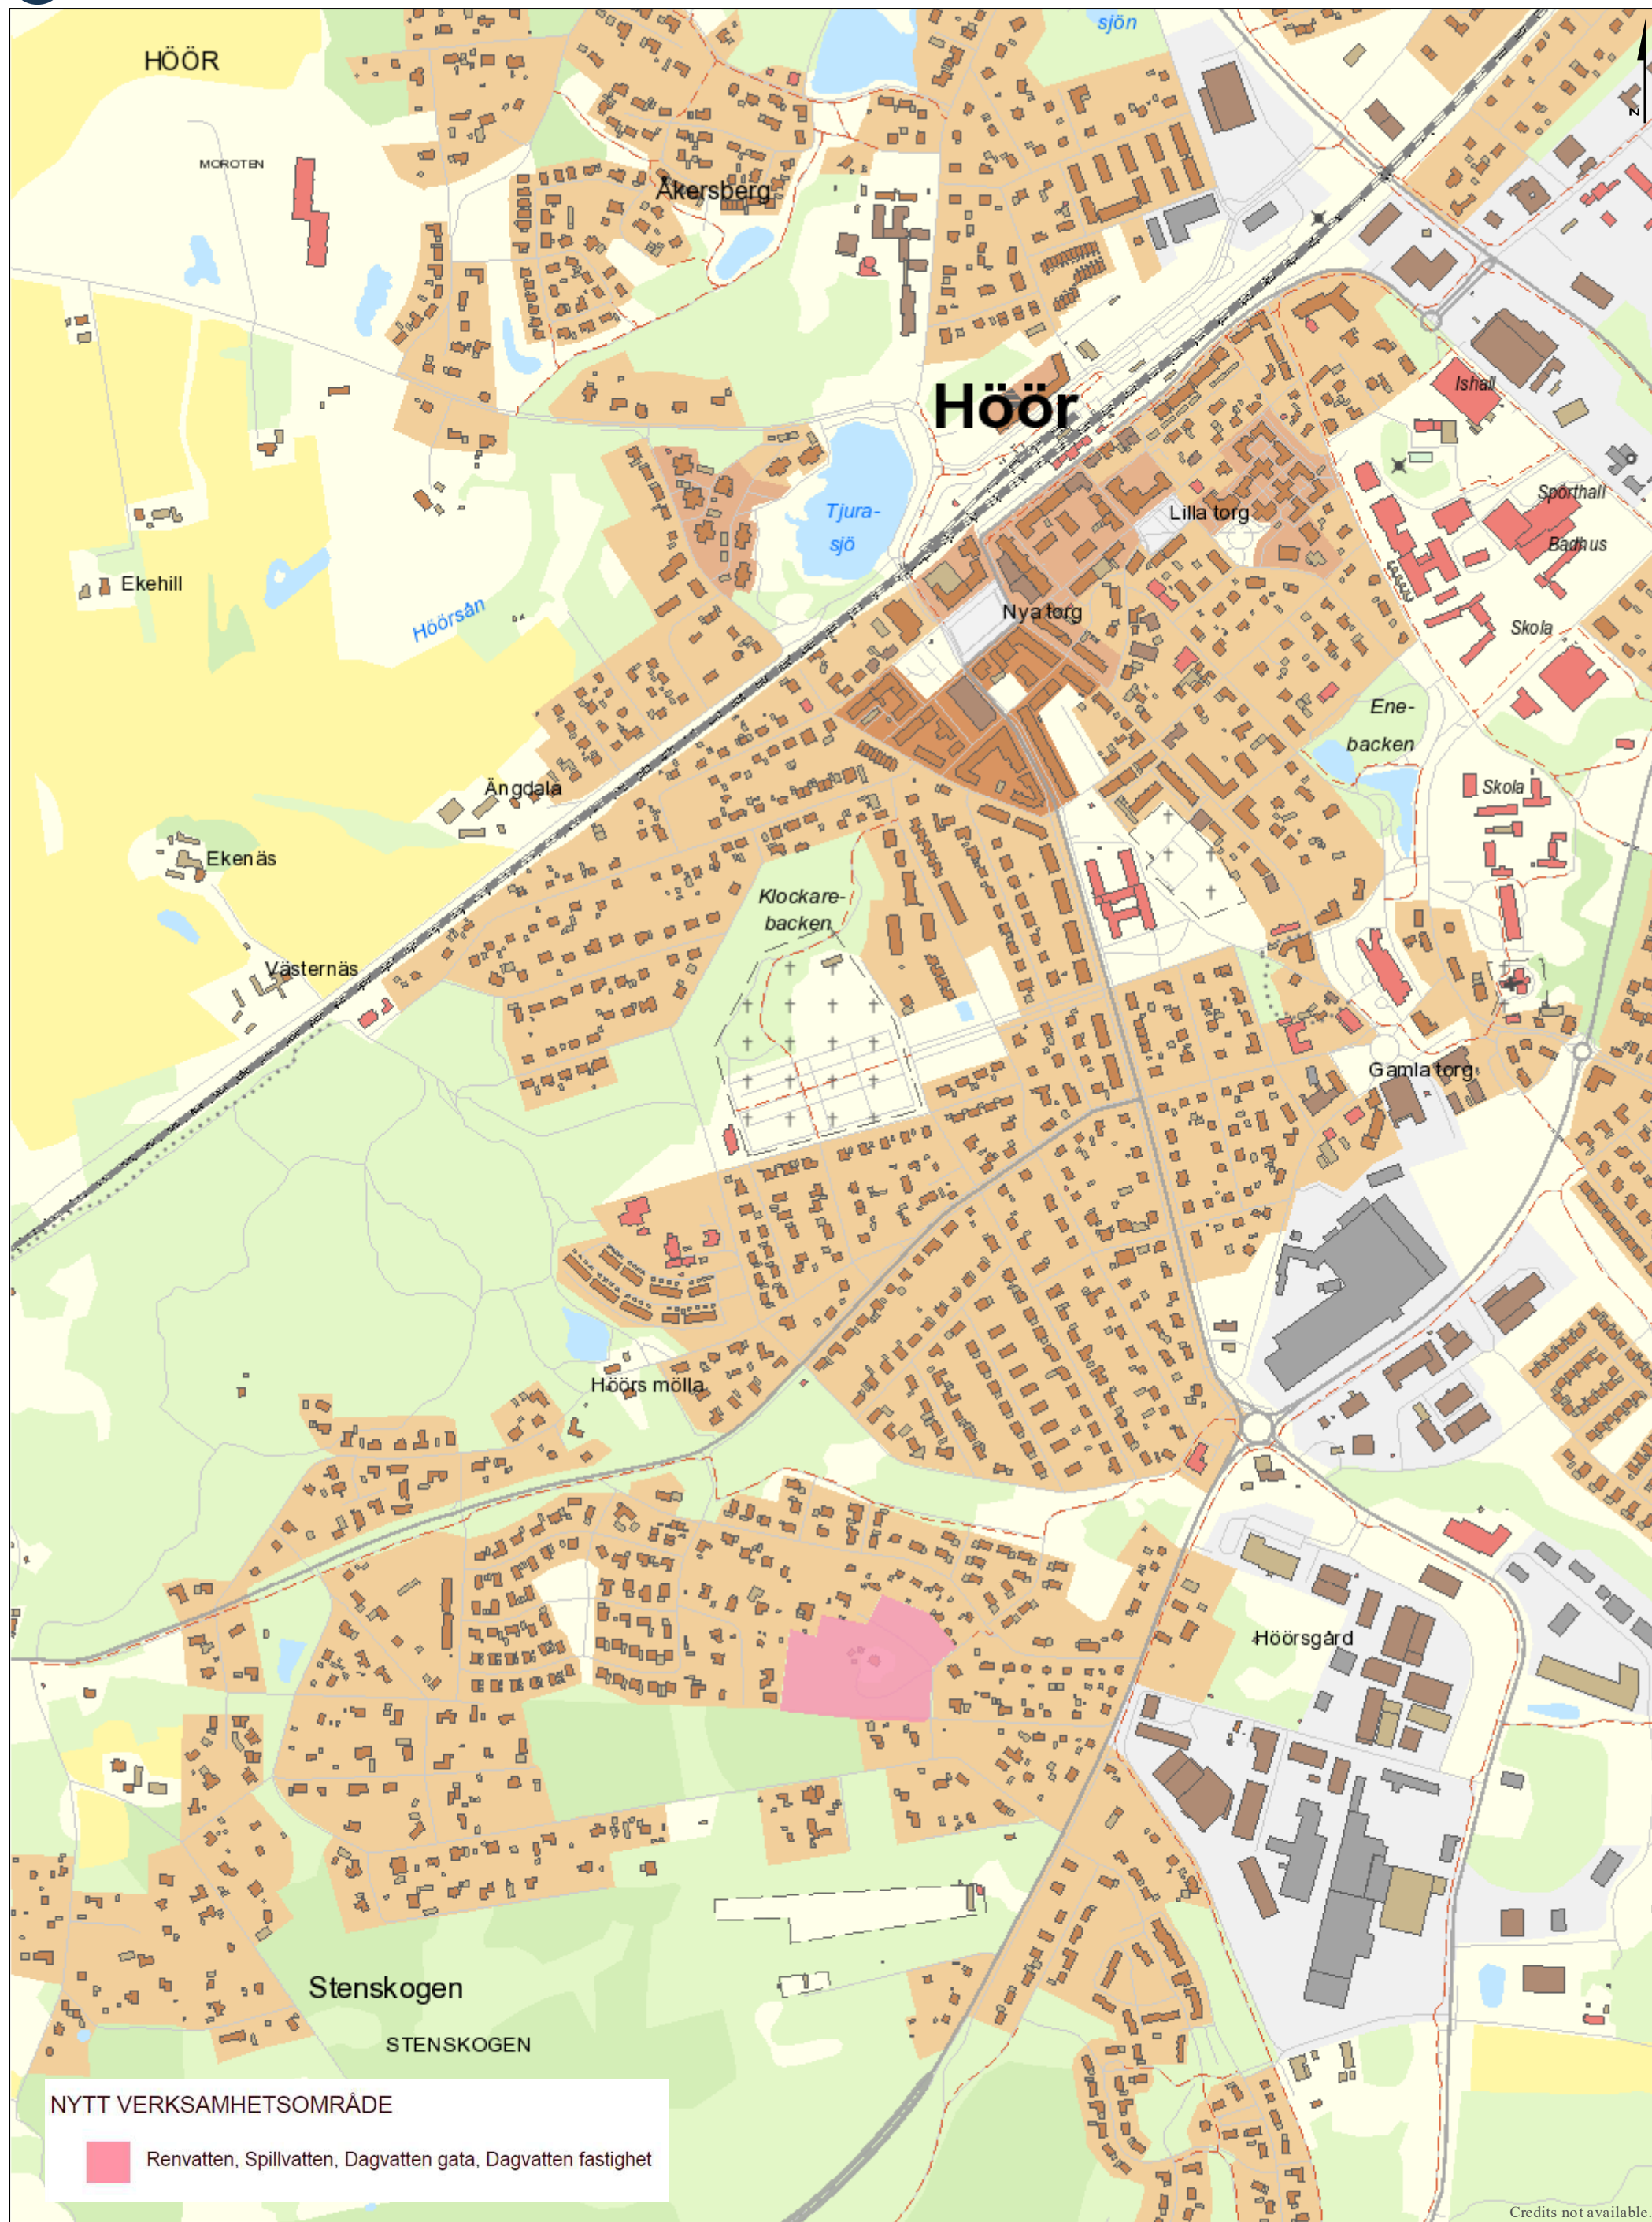 sjön
HÖÖR
N
MOROTEN
Åkersberg
Ishall
Höör
Sporthall
Lilla torg
Tjura-
sjö
Badhus
Ekehill
Nya torg
Höörsån
Skola
Ene-
backen
Ängdala
Skola
Ekenäs
Klockare-
backen
Västernäs
Gamla torg
Höörs mölla
Höörsgård
Stenskogen
STENSKOGEN
NYTT VERKSAMHETSOMRÅDE
Renvatten, Spillvatten, Dagvatten gata, Dagvatten fastighet
Credits not available.